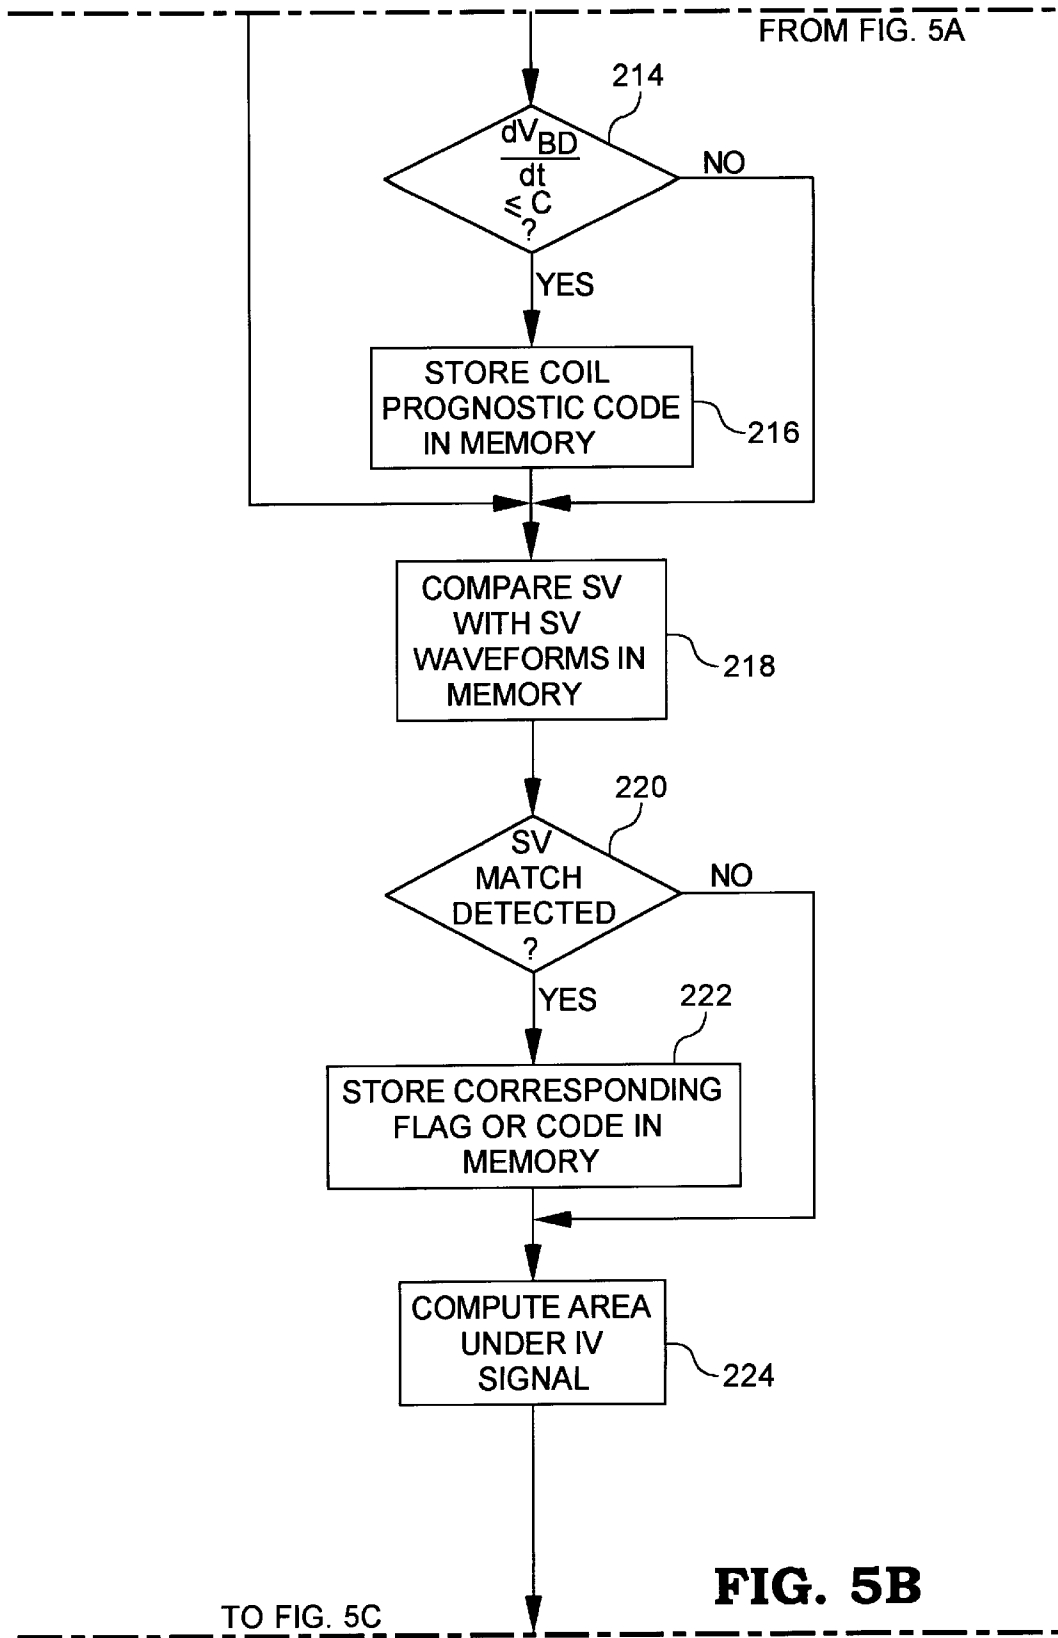 FROM FIG. 5A
214
dV_BD
dt
≤ C
?
NO
YES
STORE COIL
PROGNOSTIC CODE
IN MEMORY
216
COMPARE SV
WITH SV
WAVEFORMS IN
MEMORY
218
220
SV
MATCH
DETECTED
?
NO
YES
222
STORE CORRESPONDING
FLAG OR CODE IN
MEMORY
COMPUTE AREA
UNDER IV
SIGNAL
224
FIG. 5B
TO FIG. 5C